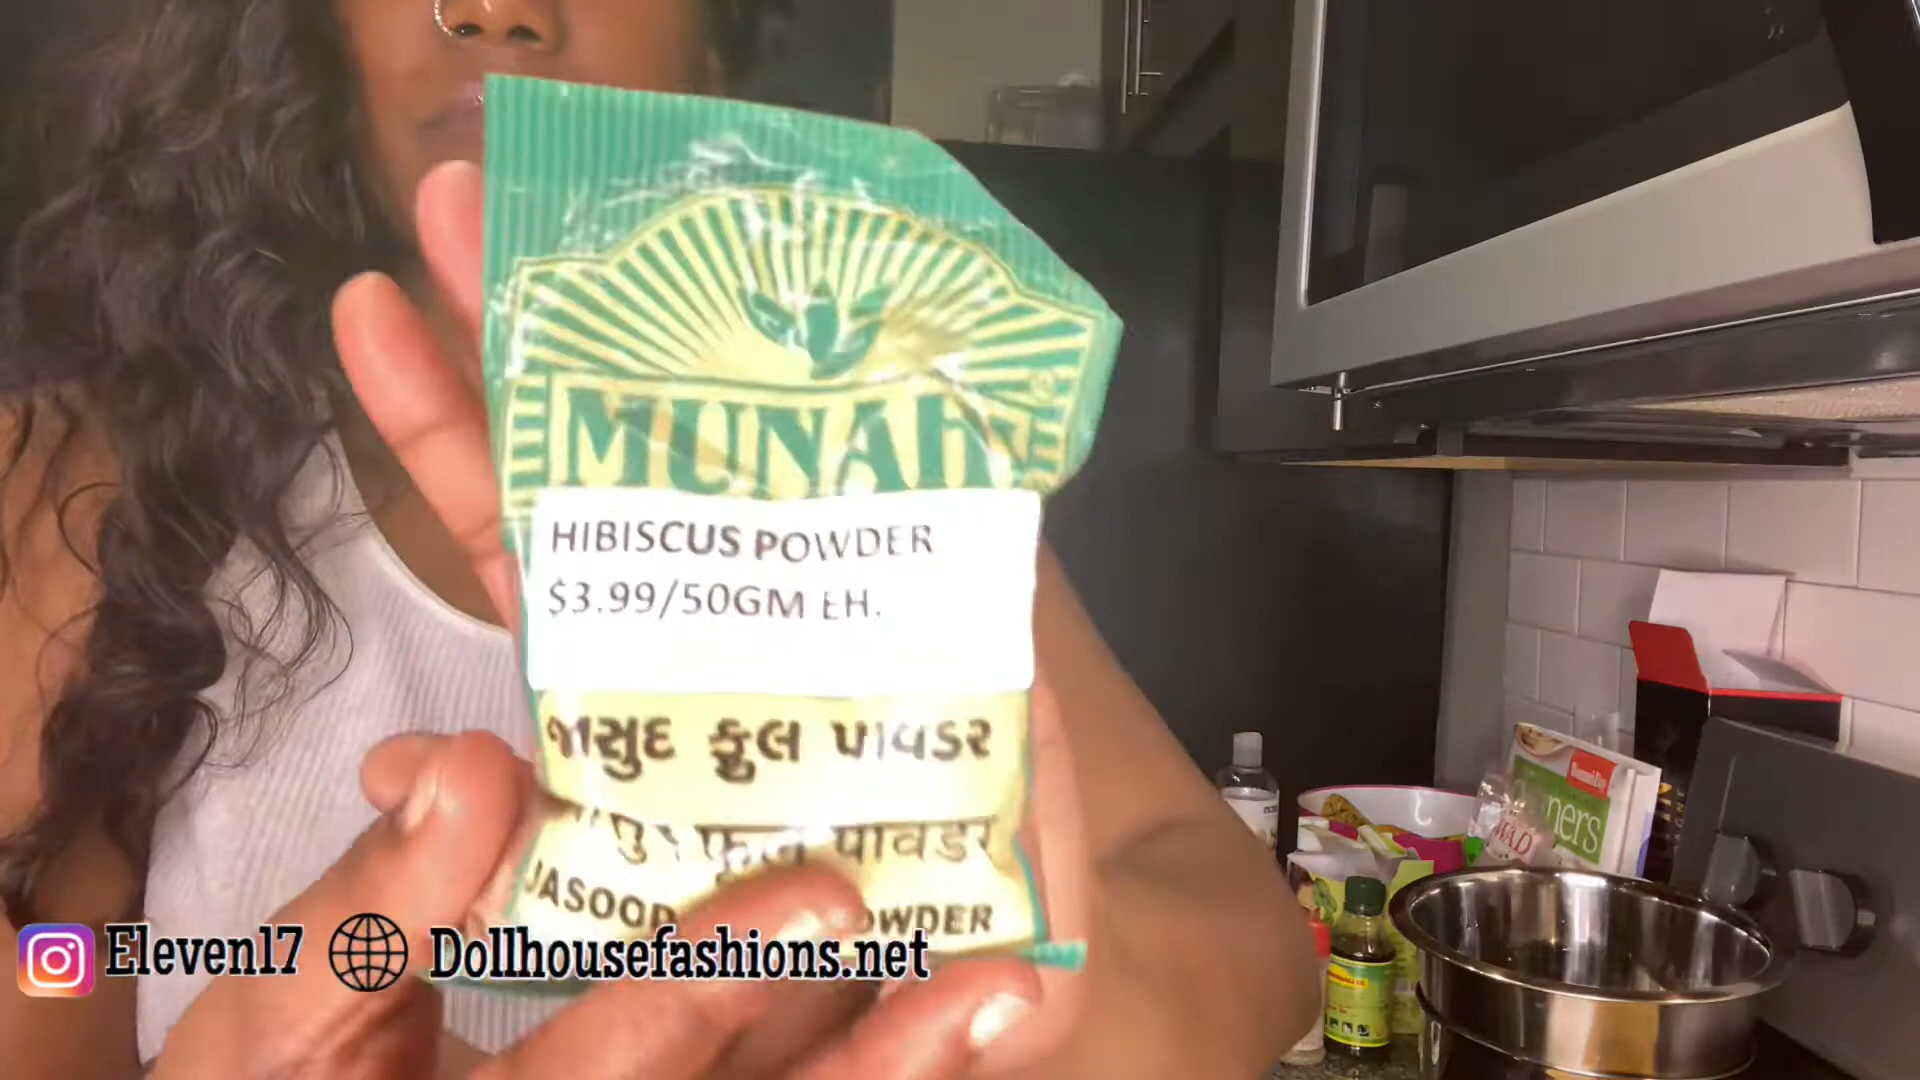 MUNAH
HIBISCUS POWDER
$3.99/50GM EH.
જાસુદ ફુલ પાવડર
फूल पावडर
JASOOD POWDER
Eleven17
Dollhousefashions.net